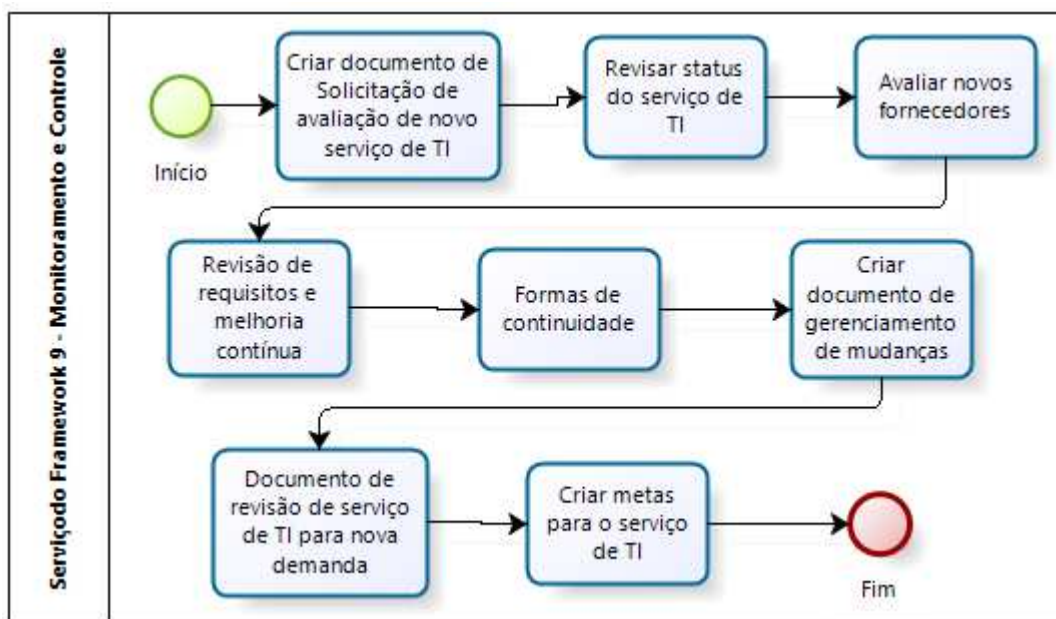 Serviçodo Framework 9 - Monitoramento e Controle
Início
Criar documento de
Solicitação de
avaliação de novo
serviço de TI
Revisar status
do serviço de
TI
Avaliar novos
fornecedores
Revisão de
requisitos e
melhoria
contínua
Formas de
continuidade
Criar
documento de
gerenciamento
de mudanças
Documento de
revisão de serviço
de TI para nova
demanda
Criar metas
para o serviço
de TI
Fim